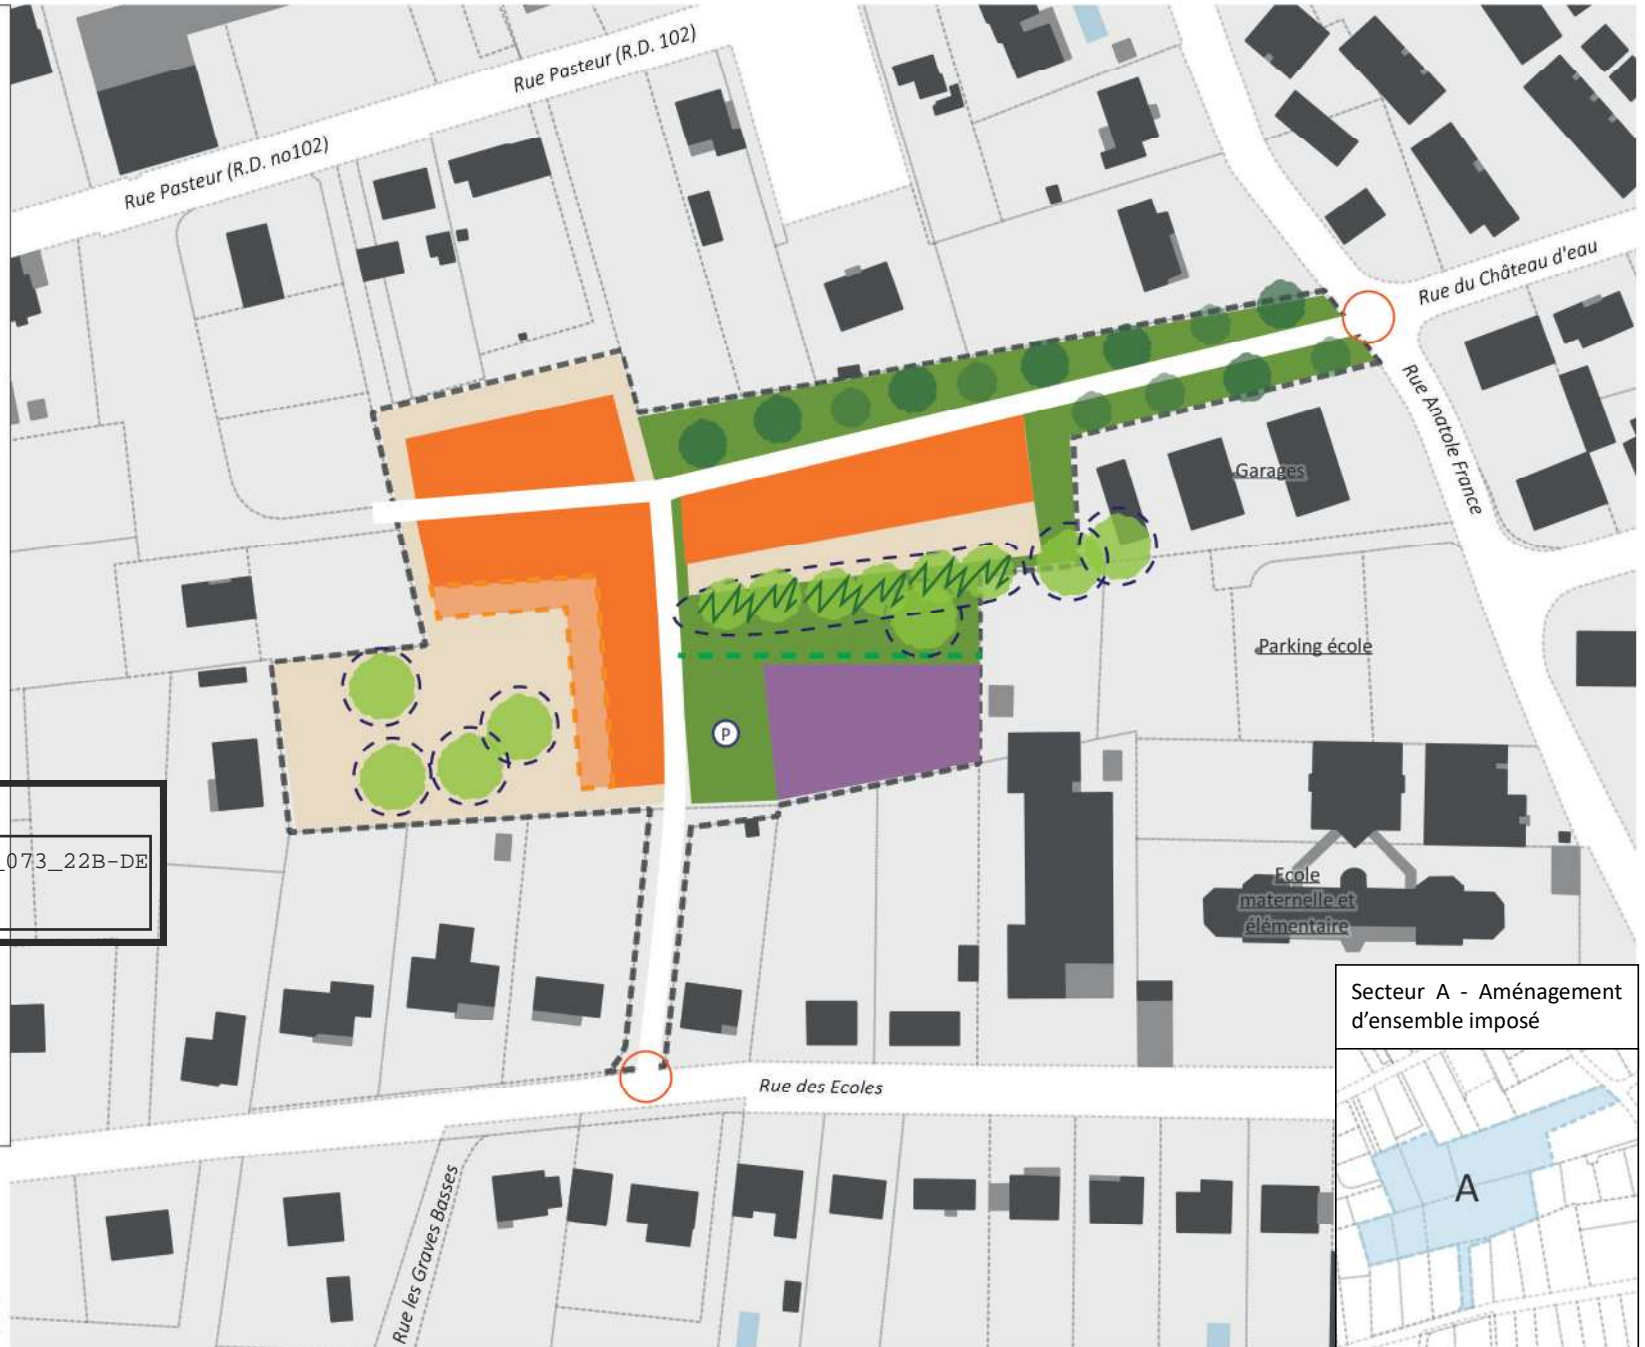 Rue Pasteur (R.D. 102)
Rue Pasteur (R.D. no102)
Rue du Château d'eau
Rue Anatole France
Garages
Parking école
P
_073_22B-DE
Ecole
maternelle et
élémentaire
Secteur A - Aménagement
d'ensemble imposé
A
Rue des Ecoles
Rue les Graves Basses